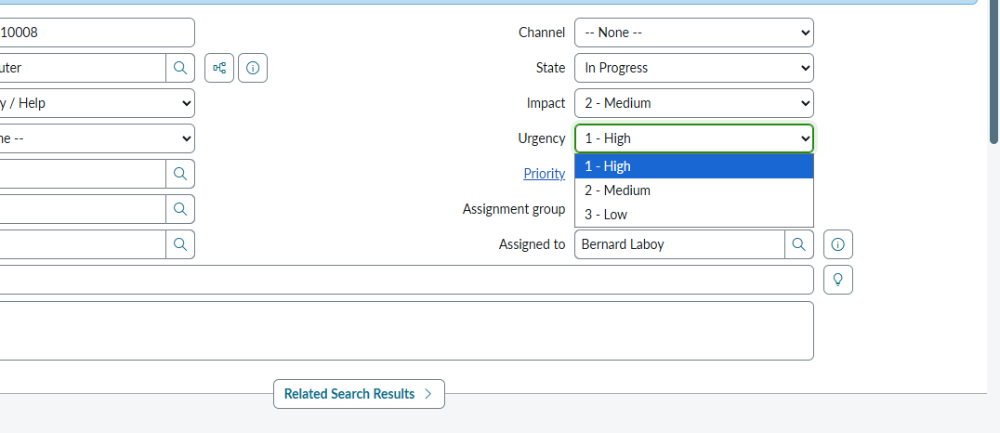 10008
Channel
-- None --
uter
State
In Progress
y / Help
Impact
2 - Medium
ne --
Urgency
1 - High
1 - High
Priority
2 - Medium
Assignment group
3 - Low
Assigned to
Bernard Laboy
Related Search Results